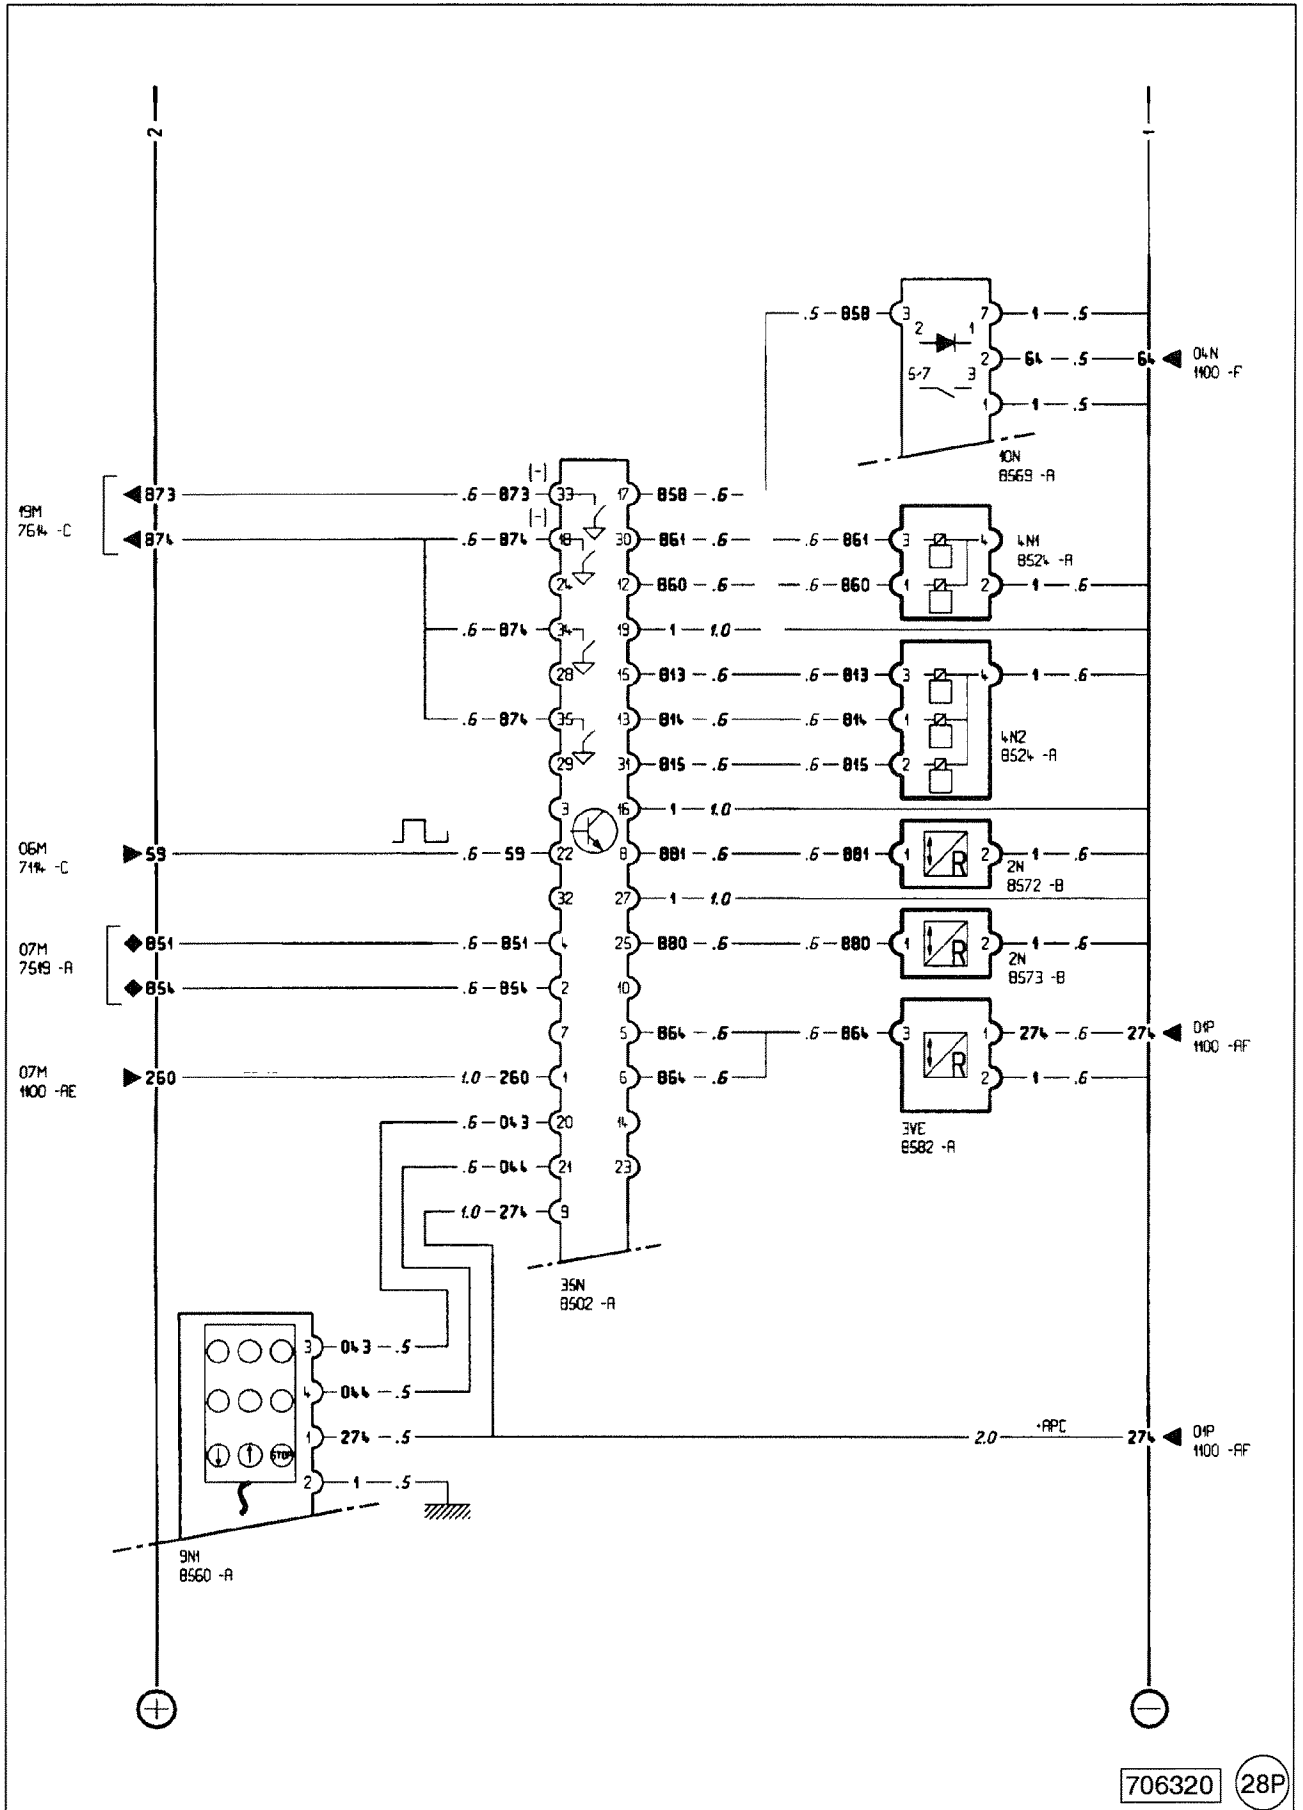 2
1
.5 858 3 7 1 .5
2 1
2 64 .5 64 04N
1100 -F
6-7 3
1 1 .5
10N
8569 -A
19M
7614 -C
873 .6 873 (-) 33 17 858 .6
874 .6 874 (-) 18 30 861 .6 .6 861 3 4
4N1
8524 -A
24 12 860 .6 .6 860 1 2 1 .6
.6 874 34 19 1 1.0
28 15 813 .6 .6 813 3 4 1 .6
.6 874 35 13 814 .6 .6 814 1
4N2
8524 -A
29 31 815 .6 .6 815 2
3 16 1 1.0
06M
7114 -C
59 .6 59 22 8 881 .6 .6 881 1 R 2 1 .6
2N
8572 -B
32 27 1 1.0
07M
7519 -A
851 .6 851 4 25 880 .6 .6 880 1 R 2 1 .6
2N
8573 -B
854 .6 854 2 10
7 5 864 .6 .6 864 3 R 1 274 .6 274 01P
1100 -AF
07M
1100 -AE
260 1.0 260 1 6 864 .6 2 1 .6
3VE
8582 -A
.6 043 20 14
.6 044 21 23
1.0 274 9
35N
8502 -A
3 043 .5
4 044 .5
1 274 .5 2.0 +APC 274 01P
1100 -AF
STOP
2 1 .5
9N1
8560 -A
+
−
706320 28P